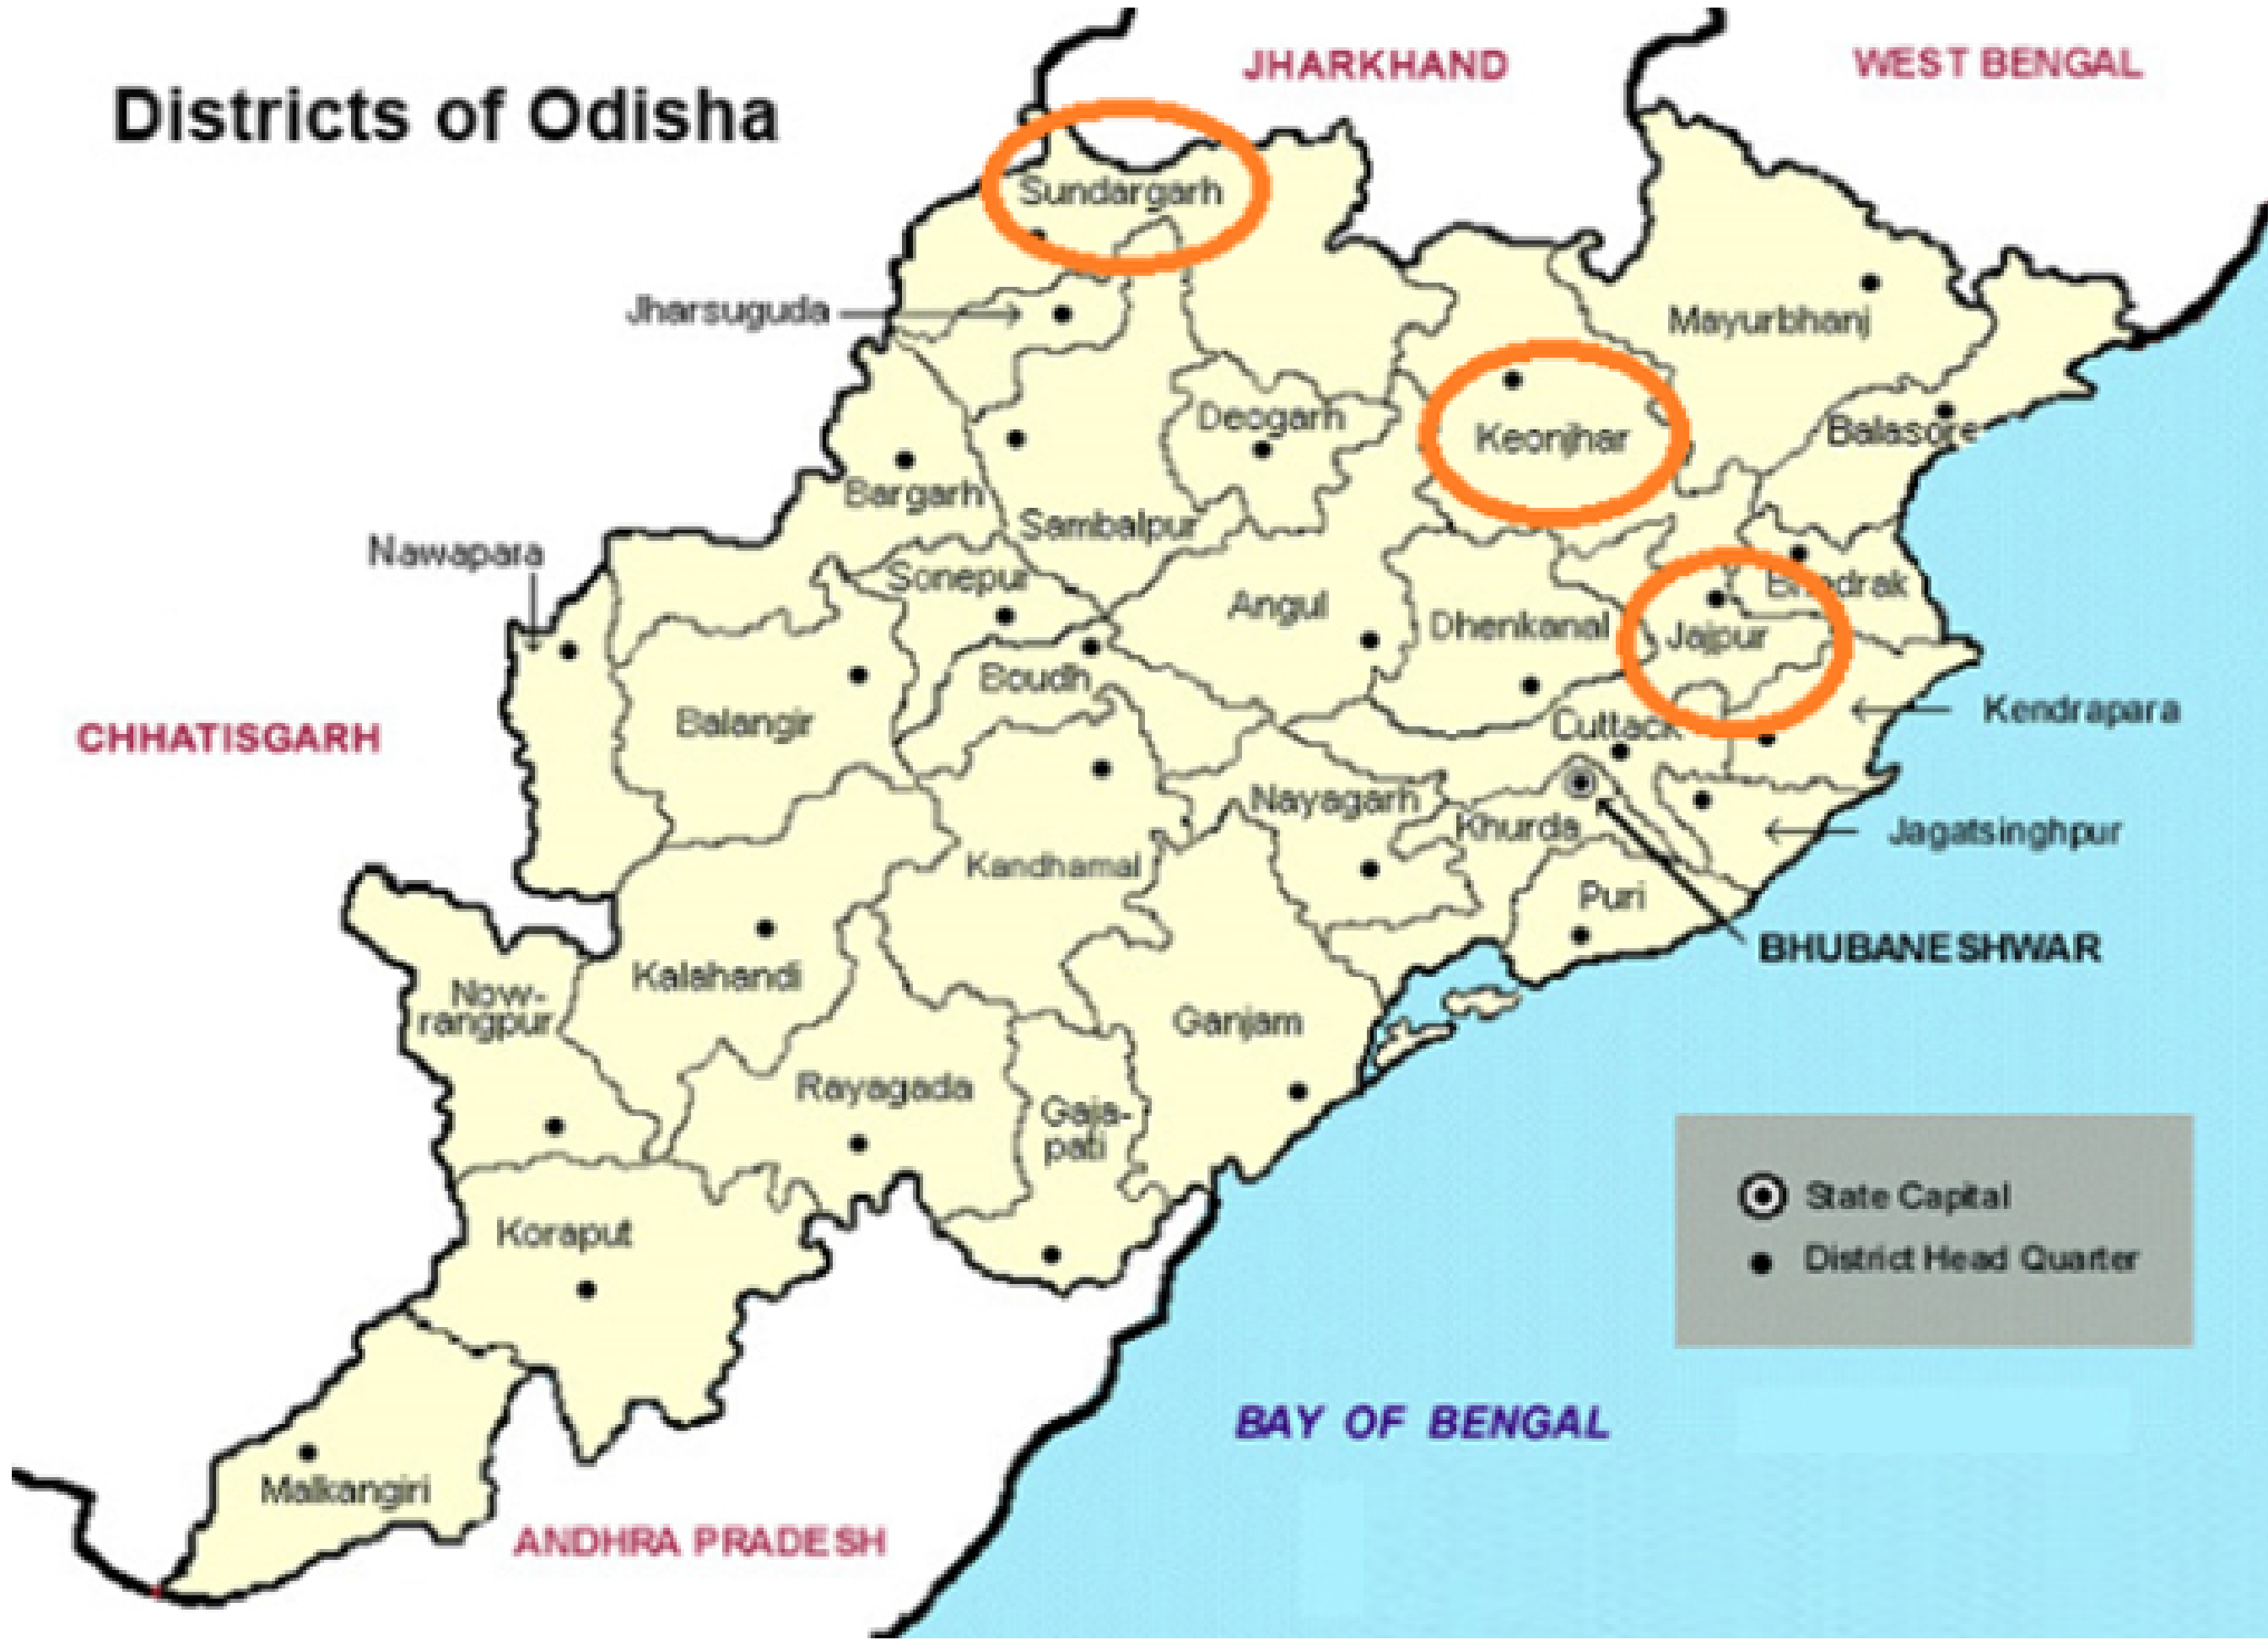 JHARKHAND
WEST BENGAL
Districts of Odisha
Sundargarh
Jharsuguda
Mayurbhanj
Deogarh
Keonjhar
Balasore
Bargarh
Sambalpur
Nawapara
Sonepur
Bhadrak
Angul
Dhenkanal
Jajpur
Boudh
Kendrapara
Balangir
Cuttack
CHHATISGARH
Nayagarh
Khurda
Jagatsinghpur
Kandhamal
Puri
BHUBANESHWAR
Kalahandi
Now-
rangpur
Ganjam
Rayagada
Gaja-
pati
State Capital
Koraput
District Head Quarter
BAY OF BENGAL
Malkangiri
ANDHRA PRADESH